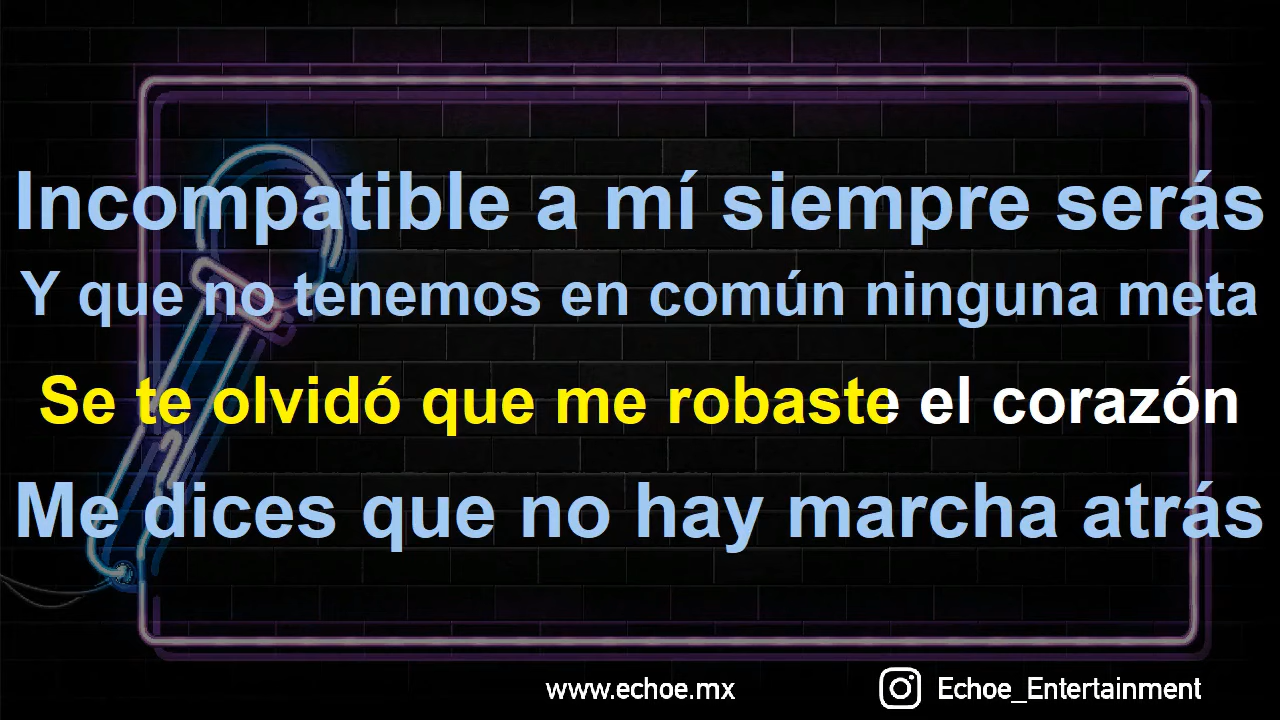 Incompatible a mí siempre serás
Y que no tenemos en común ninguna meta
Se te olvidó que me robaste el corazón
Me dices que no hay marcha atrás
www.echoe.mx
Echoe_Entertainment